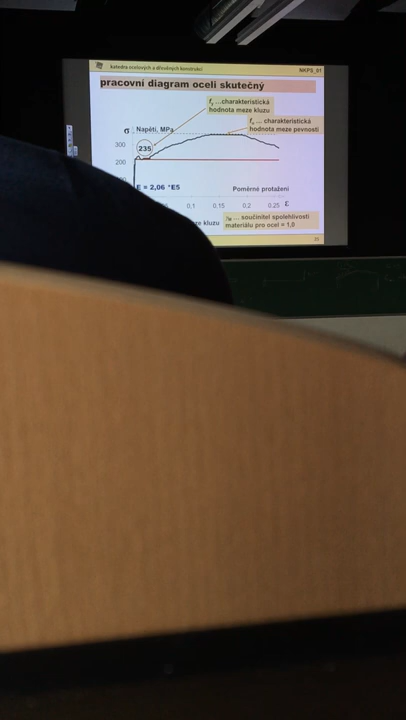 katedra ocelových a dřevěných konstrukcí
NKPS_01
pracovní diagram oceli skutečný
fy ...charakteristická
hodnota meze kluzu
fu ... charakteristická
hodnota meze pevnosti
σ Napětí, MPa
300
235
200
E = 2,06 *E5
Poměrné protažení
0,1 0,15 0,2 0,25 ε
kluzu
γM ... součinitel spolehlivosti
materiálu pro ocel = 1,0